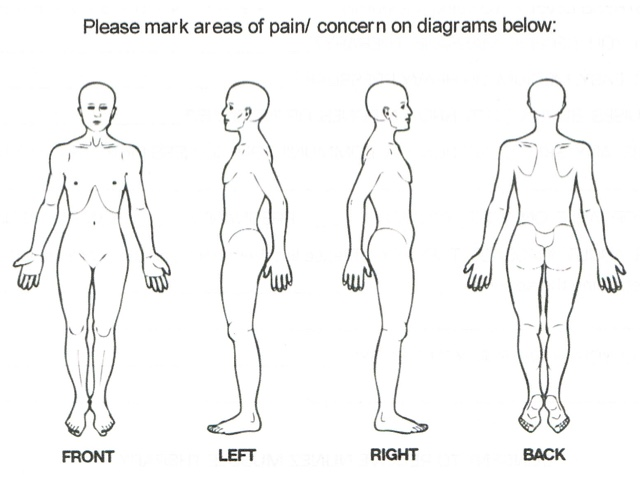 Please mark areas of pain/ concern on diagrams below:
FRONT
LEFT
RIGHT
BACK